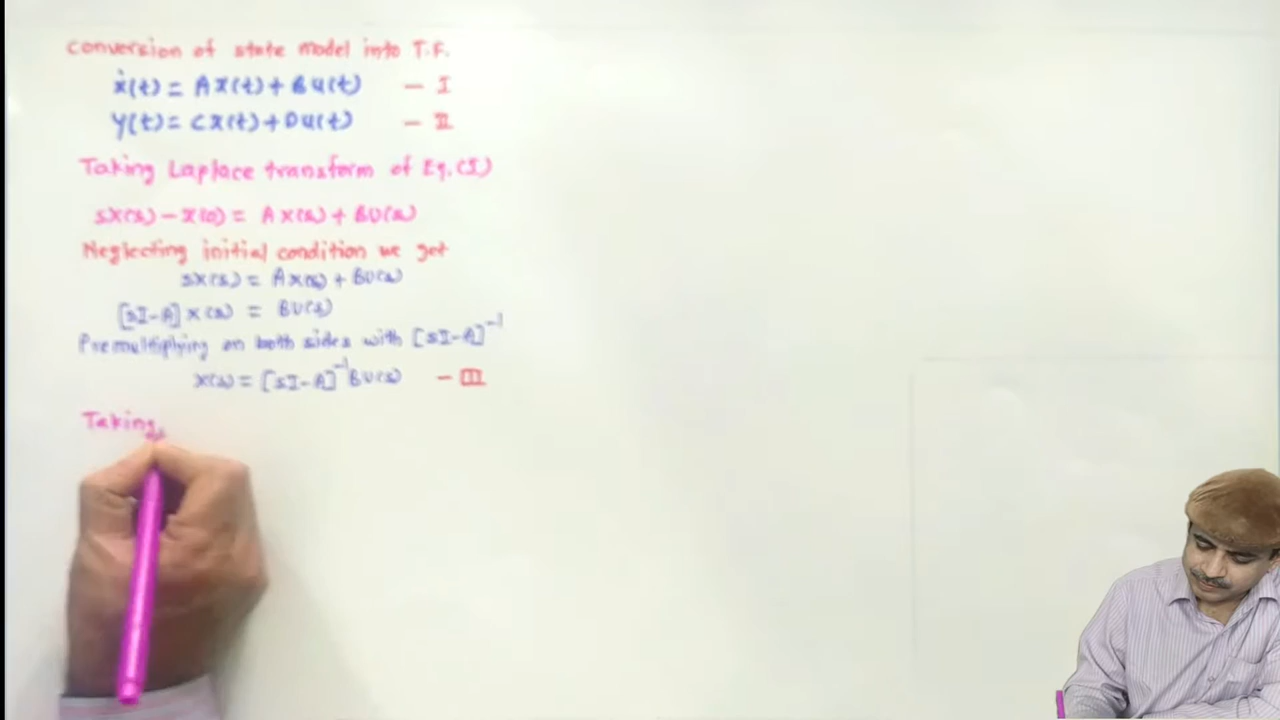 Conversion of state model into T.F.
ẋ(t) = Ax(t) + Bu(t) - I
y(t) = Cx(t) + Du(t) - II
Taking Laplace transform of Eq.(I)
sX(s) - x(0) = AX(s) + BU(s)
Neglecting initial condition we get
sX(s) = AX(s) + BU(s)
[sI-A] X(s) = BU(s)
Premultiplying on both sides with [sI-A]⁻¹
X(s) = [sI-A]⁻¹ BU(s) - III
Taking